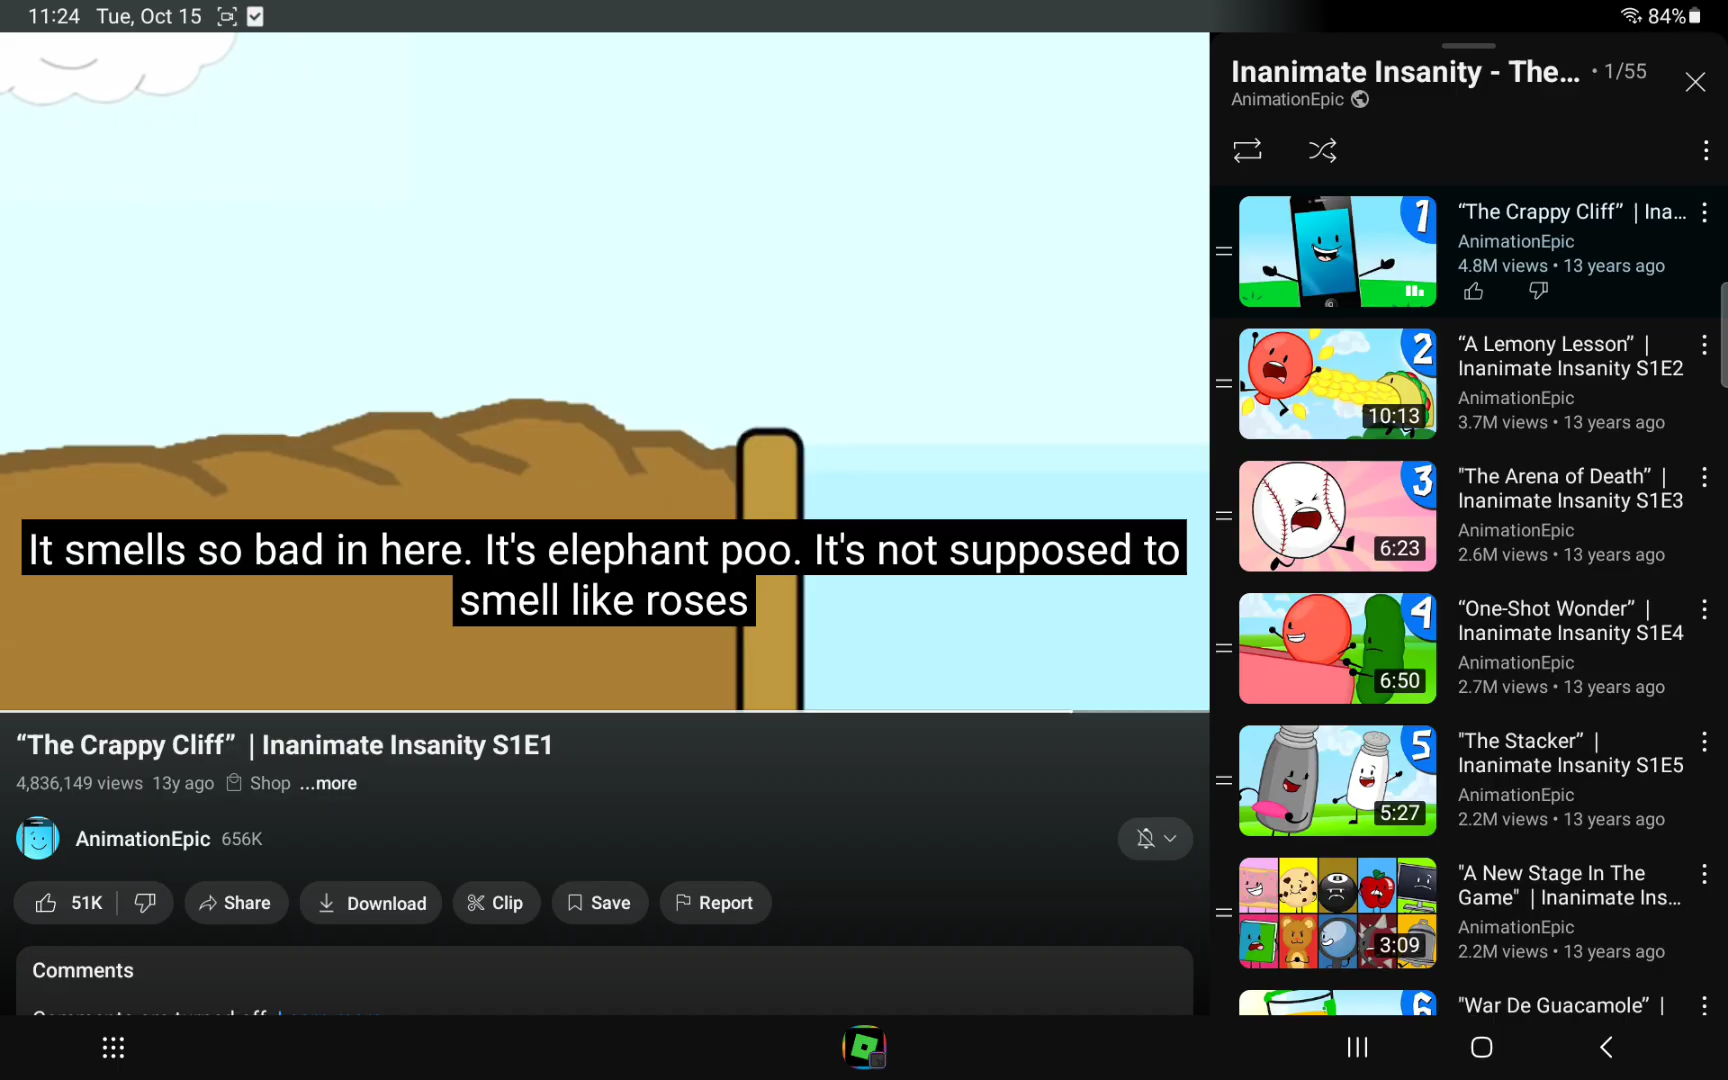 11:24 Tue, Oct 15
84%
It smells so bad in here. It's elephant poo. It's not supposed to
smell like roses
“The Crappy Cliff” | Inanimate Insanity S1E1
4,836,149 views 13y ago Shop ...more
AnimationEpic 656K
51K Share Download Clip Save Report
Comments
Inanimate Insanity - The... • 1/55
AnimationEpic
1
“The Crappy Cliff” | Ina...
AnimationEpic
4.8M views • 13 years ago
2
10:13
“A Lemony Lesson” |
Inanimate Insanity S1E2
AnimationEpic
3.7M views • 13 years ago
3
6:23
"The Arena of Death” |
Inanimate Insanity S1E3
AnimationEpic
2.6M views • 13 years ago
4
6:50
“One-Shot Wonder” |
Inanimate Insanity S1E4
AnimationEpic
2.7M views • 13 years ago
5
5:27
"The Stacker” |
Inanimate Insanity S1E5
AnimationEpic
2.2M views • 13 years ago
3:09
"A New Stage In The
Game" | Inanimate Ins...
AnimationEpic
2.2M views • 13 years ago
6
"War De Guacamole” |